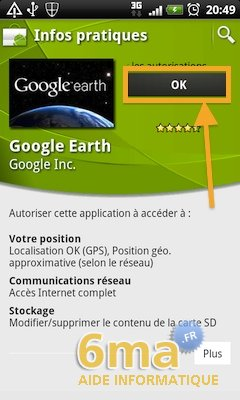 20:49
Infos pratiques
les autorisations
Google earth
OK
Google Earth
Google Inc.
Autoriser cette application à accéder à :
Votre position
Localisation OK (GPS), Position géo.
approximative (selon le réseau)
Communications réseau
Accès Internet complet
Stockage
Modifier/supprimer le contenu de la carte SD
6ma
.FR
Plus
AIDE INFORMATIQUE